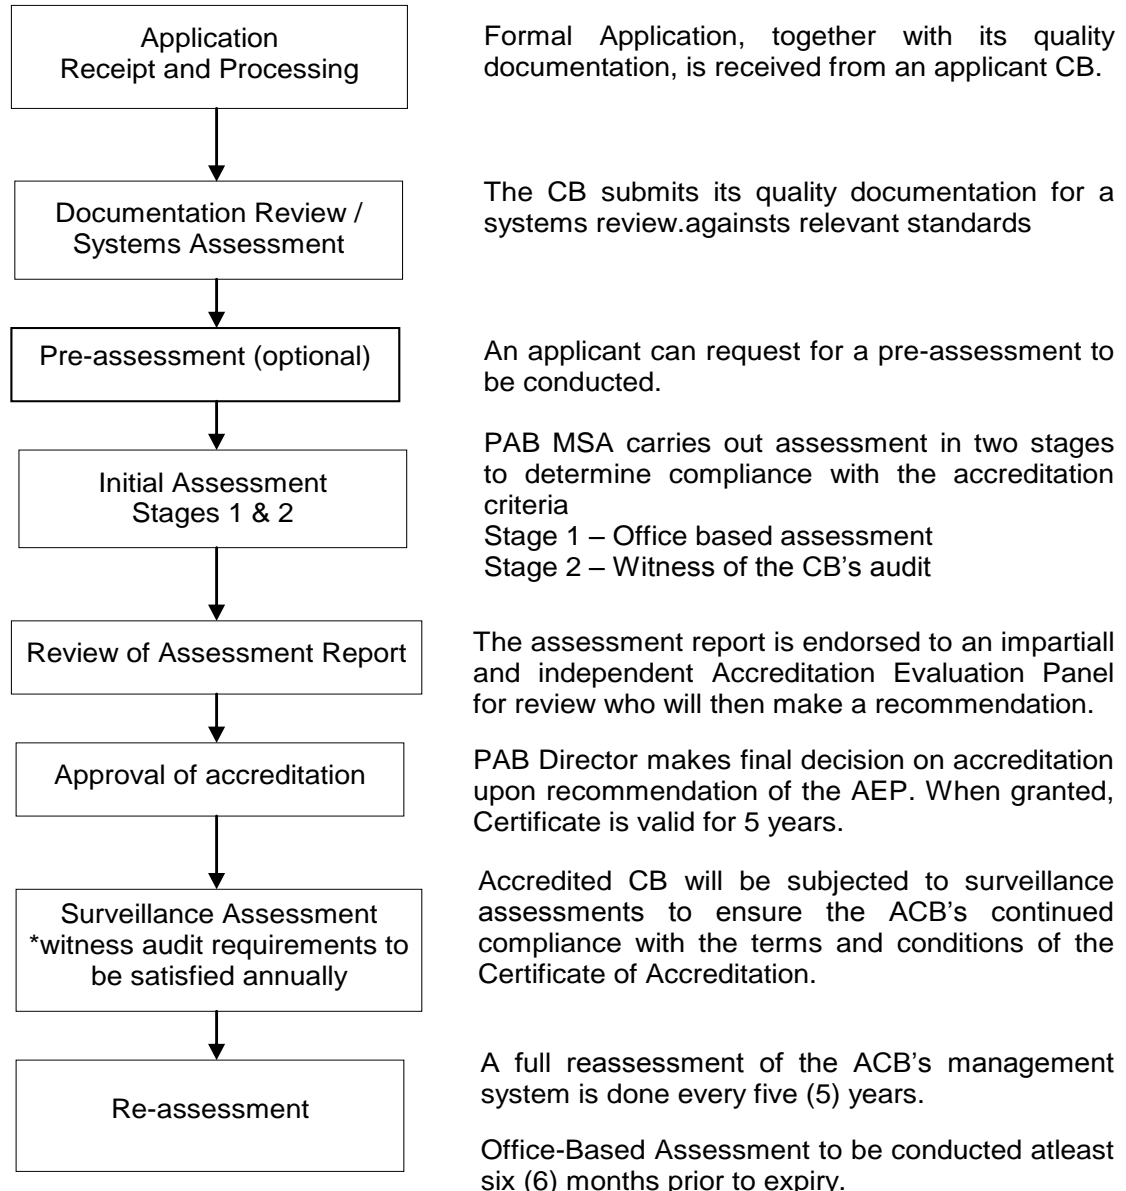 Application
Receipt and Processing
Formal Application, together with its quality
documentation, is received from an applicant CB.
Documentation Review /
Systems Assessment
The CB submits its quality documentation for a
systems review.againsts relevant standards
Pre-assessment (optional)
An applicant can request for a pre-assessment to
be conducted.
Initial Assessment
Stages 1 & 2
PAB MSA carries out assessment in two stages
to determine compliance with the accreditation
criteria
Stage 1 – Office based assessment
Stage 2 – Witness of the CB’s audit
Review of Assessment Report
The assessment report is endorsed to an impartiall
and independent Accreditation Evaluation Panel
for review who will then make a recommendation.
Approval of accreditation
PAB Director makes final decision on accreditation
upon recommendation of the AEP. When granted,
Certificate is valid for 5 years.
Surveillance Assessment
*witness audit requirements to
be satisfied annually
Accredited CB will be subjected to surveillance
assessments to ensure the ACB’s continued
compliance with the terms and conditions of the
Certificate of Accreditation.
Re-assessment
A full reassessment of the ACB’s management
system is done every five (5) years.
Office-Based Assessment to be conducted atleast
six (6) months prior to expiry.